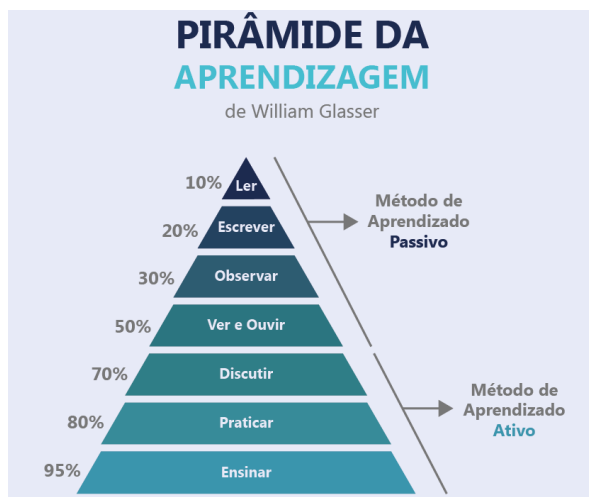 PIRÂMIDE DA
APRENDIZAGEM
de William Glasser
10%
Ler
20%
Escrever
30%
Observar
50%
Ver e Ouvir
70%
Discutir
80%
Praticar
95%
Ensinar
Método de
Aprendizado
Passivo
Método de
Aprendizado
Ativo